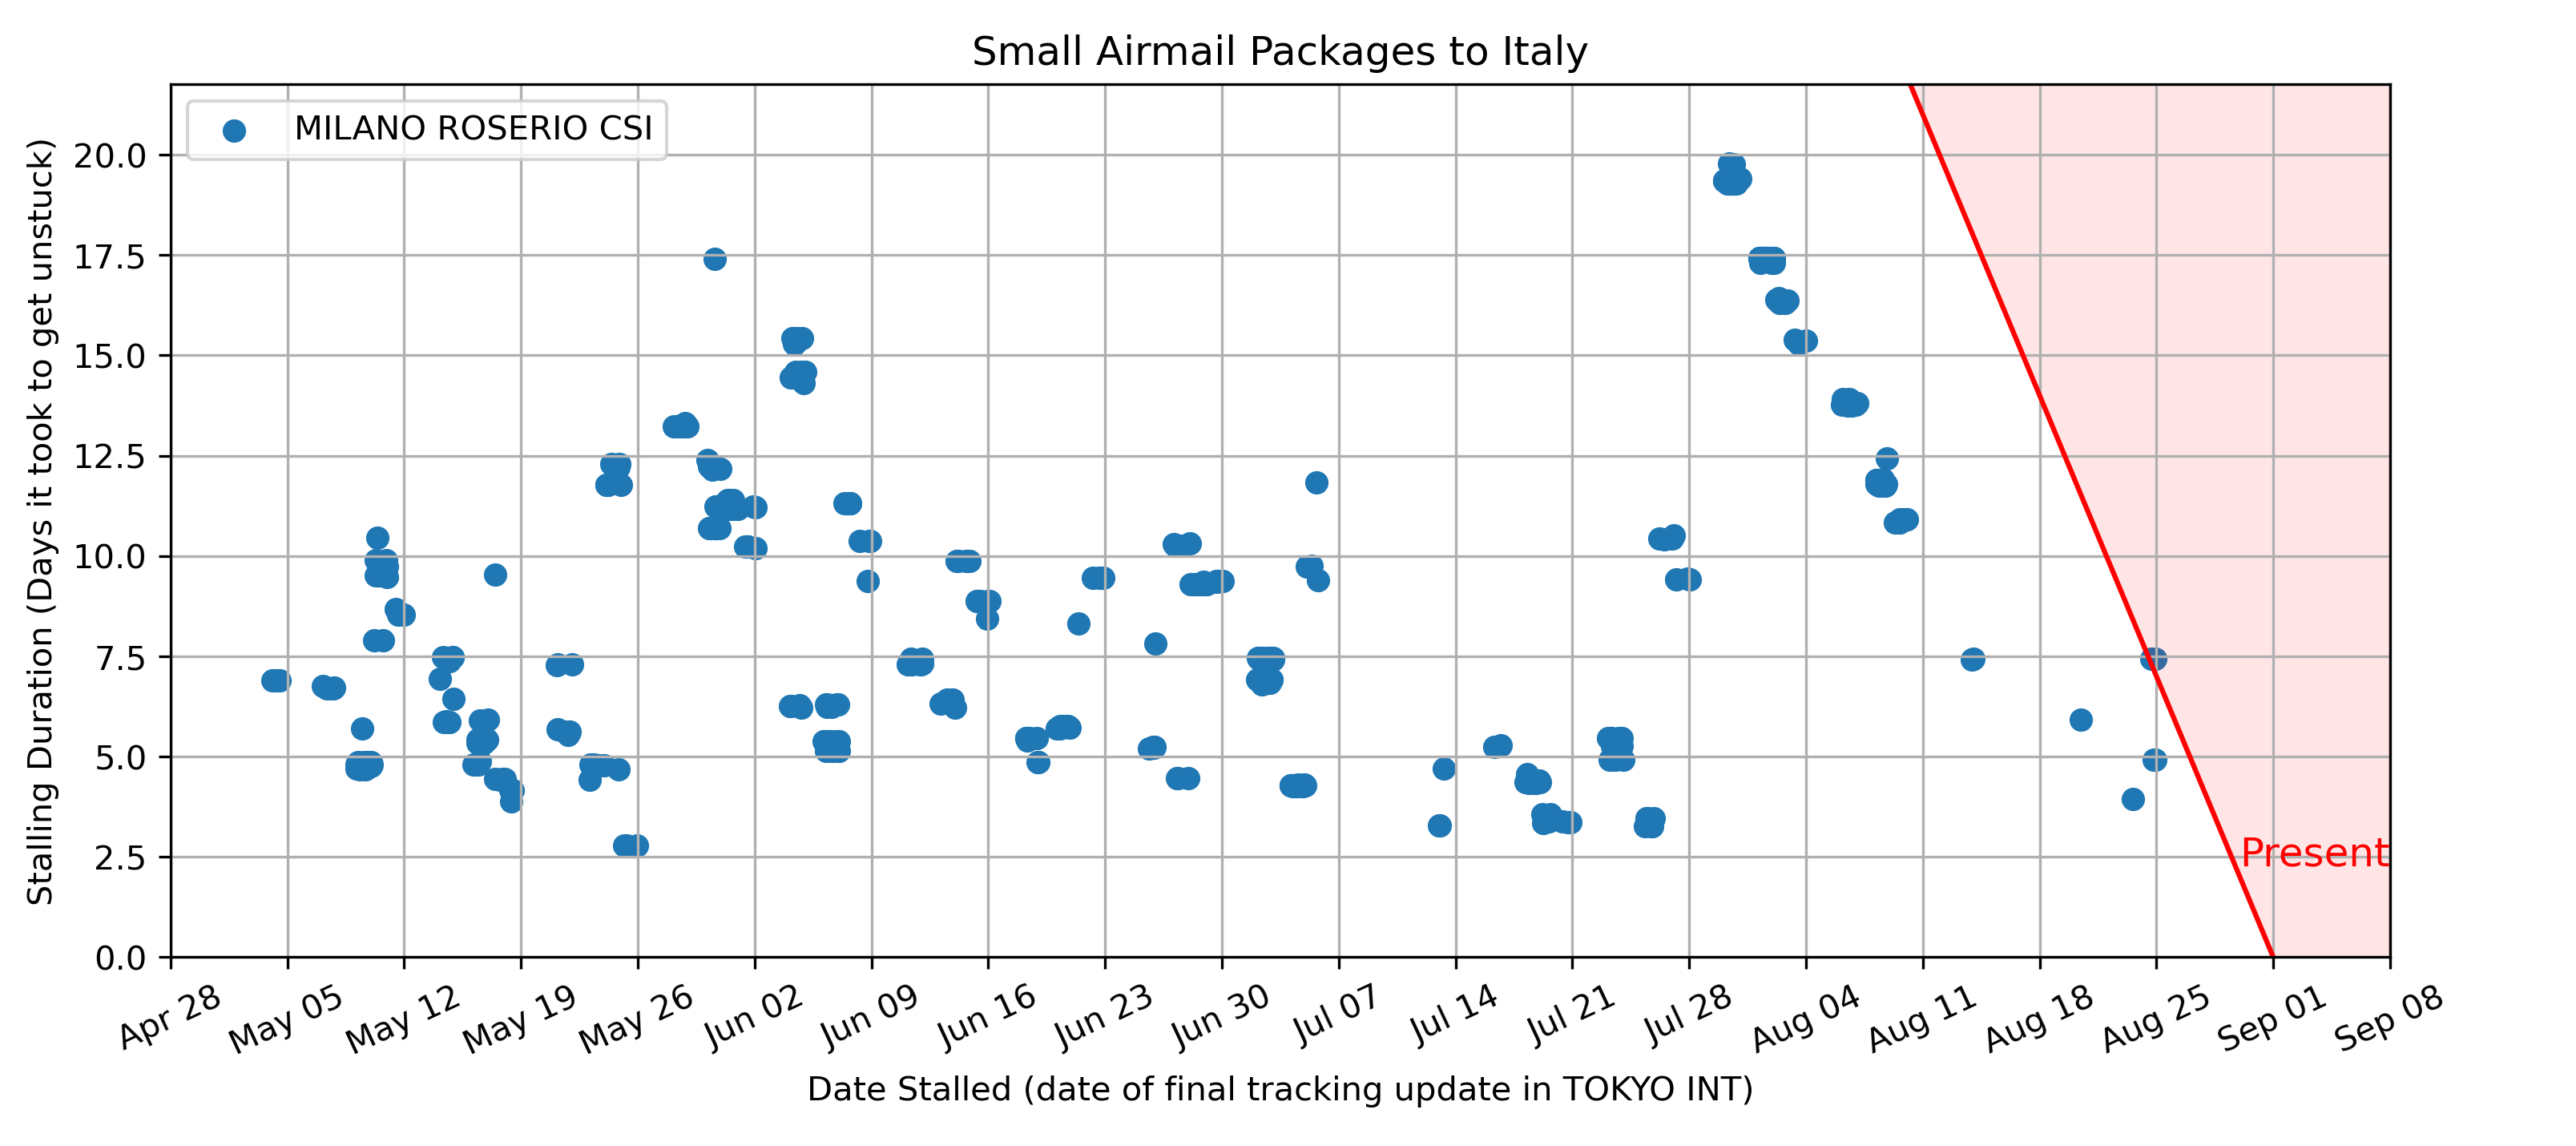 Small Airmail Packages to Italy
MILANO ROSERIO CSI
Stalling Duration (Days it took to get unstuck)
20.0
17.5
15.0
12.5
10.0
7.5
5.0
2.5
0.0
Present
Apr 28
May 05
May 12
May 19
May 26
Jun 02
Jun 09
Jun 16
Jun 23
Jun 30
Jul 07
Jul 14
Jul 21
Jul 28
Aug 04
Aug 11
Aug 18
Aug 25
Sep 01
Sep 08
Date Stalled (date of final tracking update in TOKYO INT)